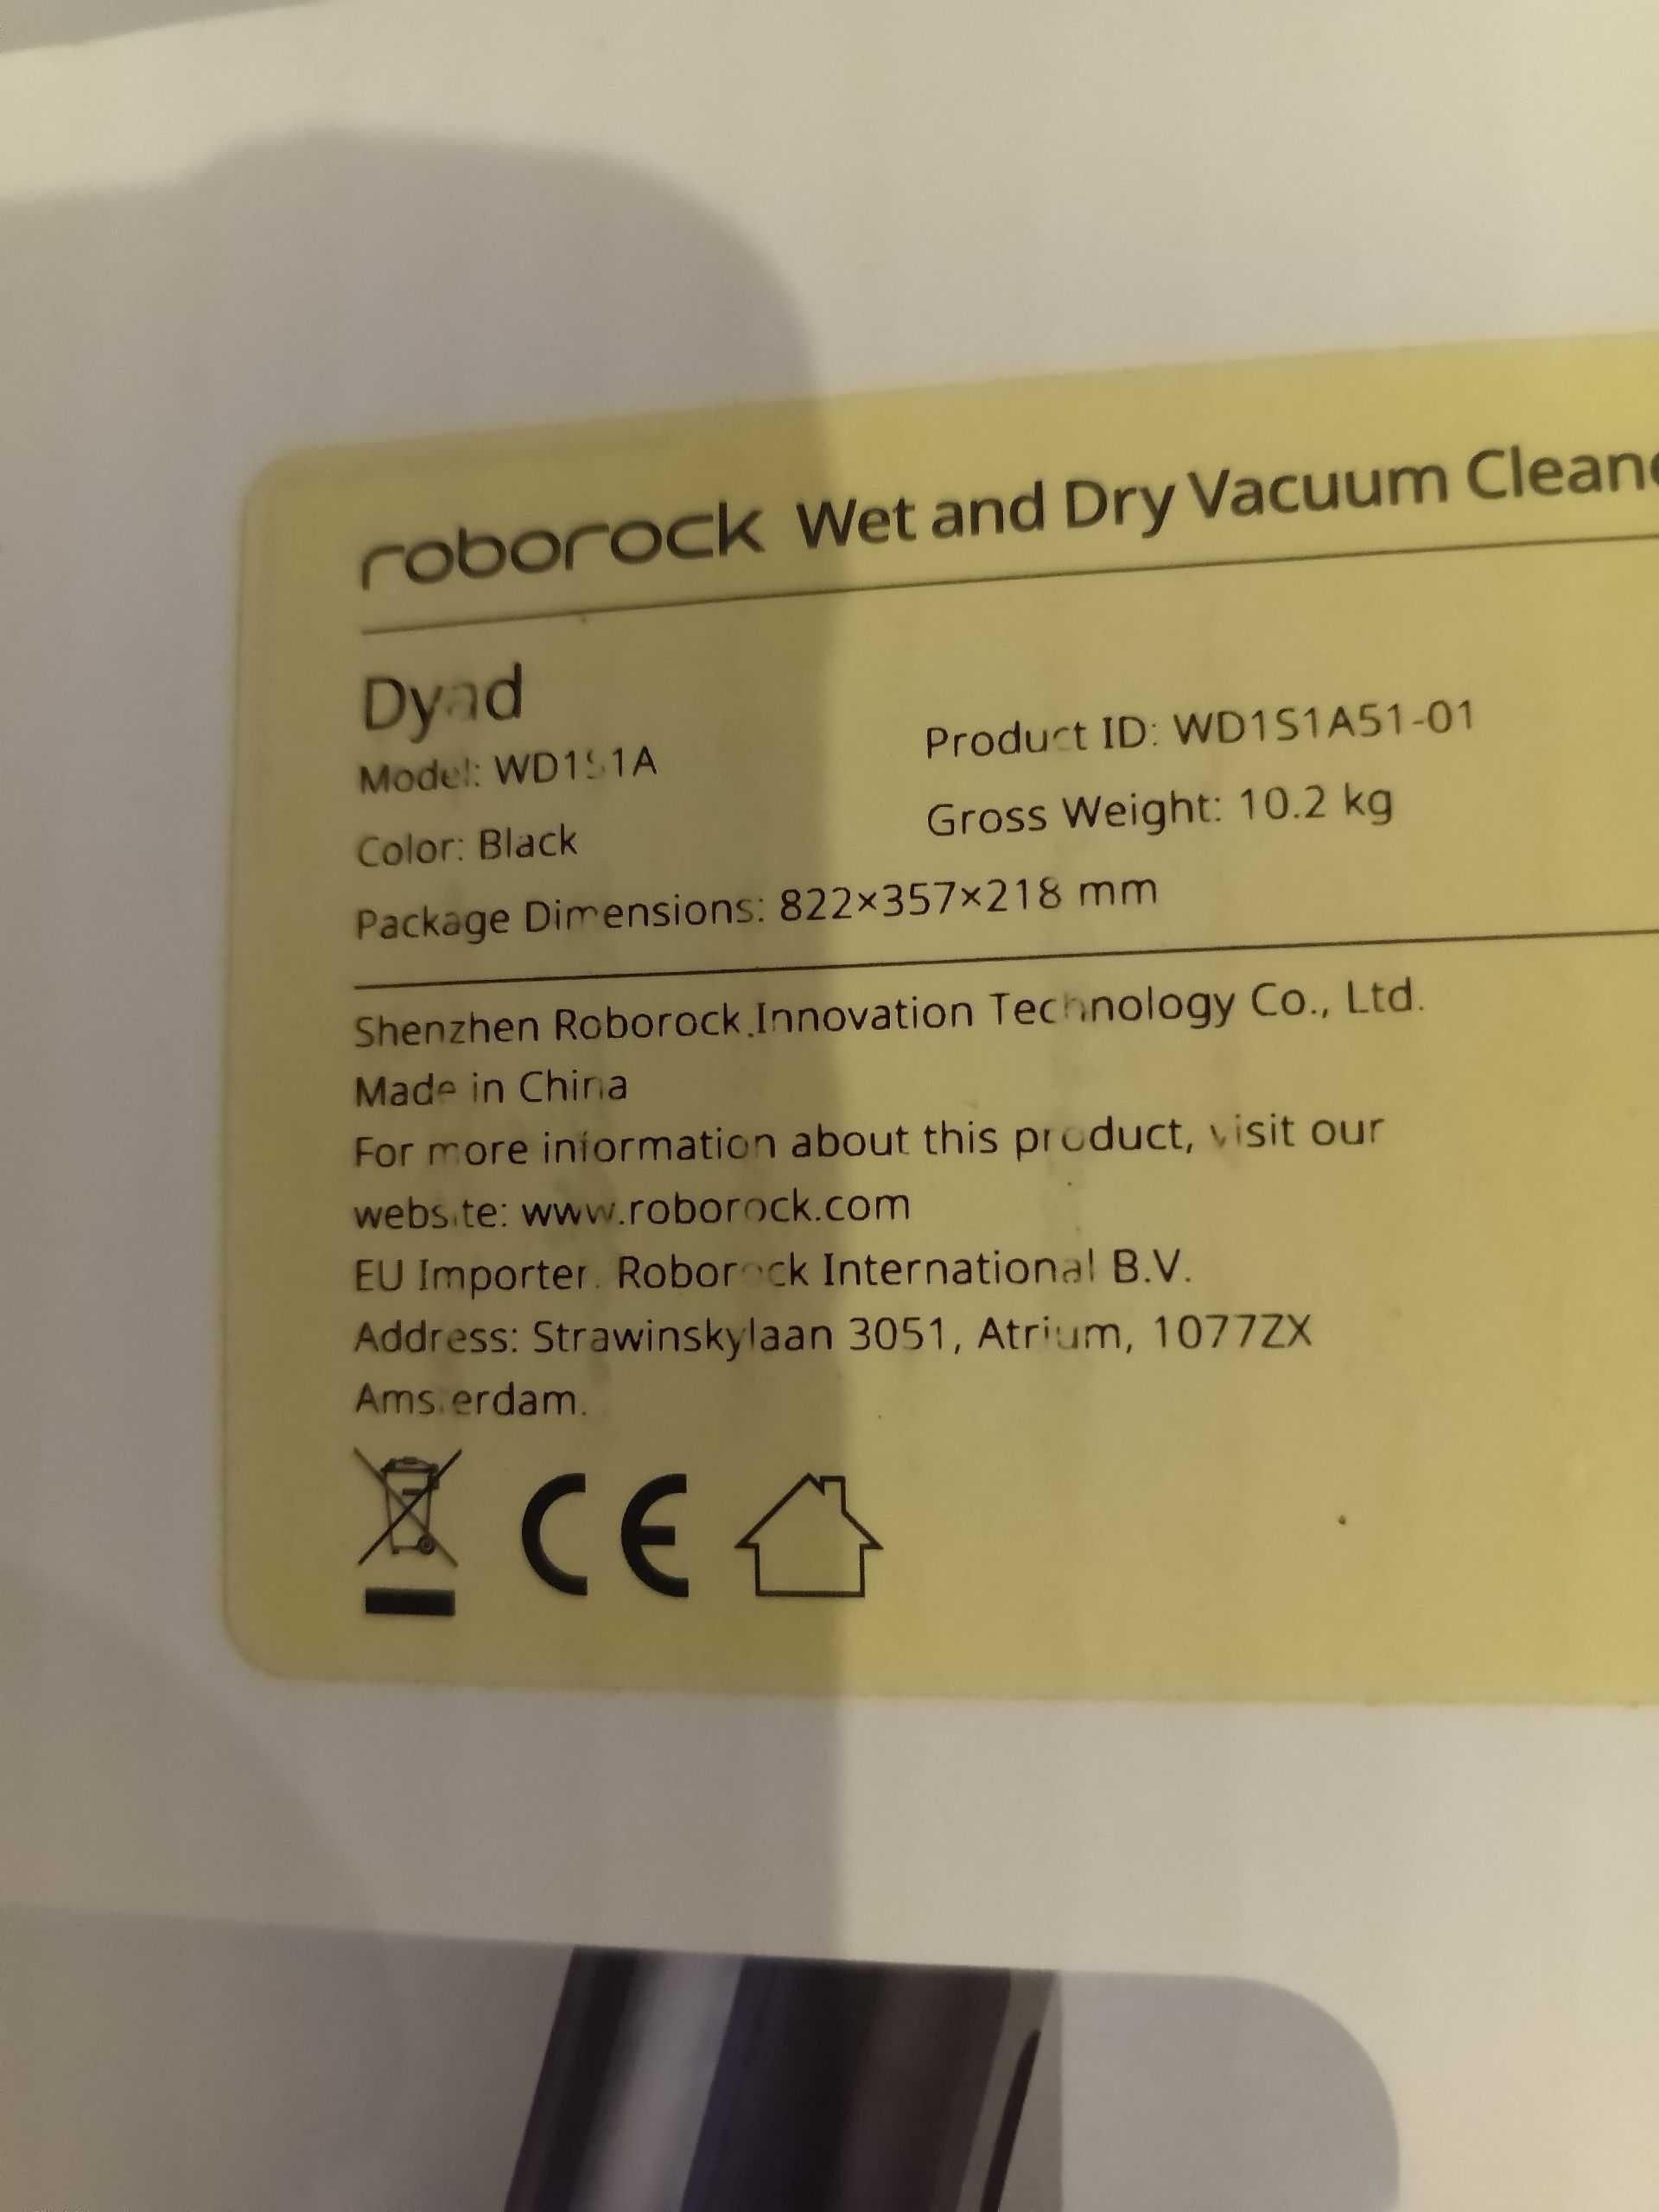 roborock Wet and Dry Vacuum Cleane
Dyad
Model: WD1S1A
Product ID: WD1S1A51-01
Color: Black
Gross Weight: 10.2 kg
Package Dimensions: 822×357×218 mm
Shenzhen Roborock Innovation Technology Co., Ltd.
Made in China
For more information about this product, visit our
website: www.roborock.com
EU Importer: Roborock International B.V.
Address: Strawinskylaan 3051, Atrium, 1077ZX
Amsterdam.
CE